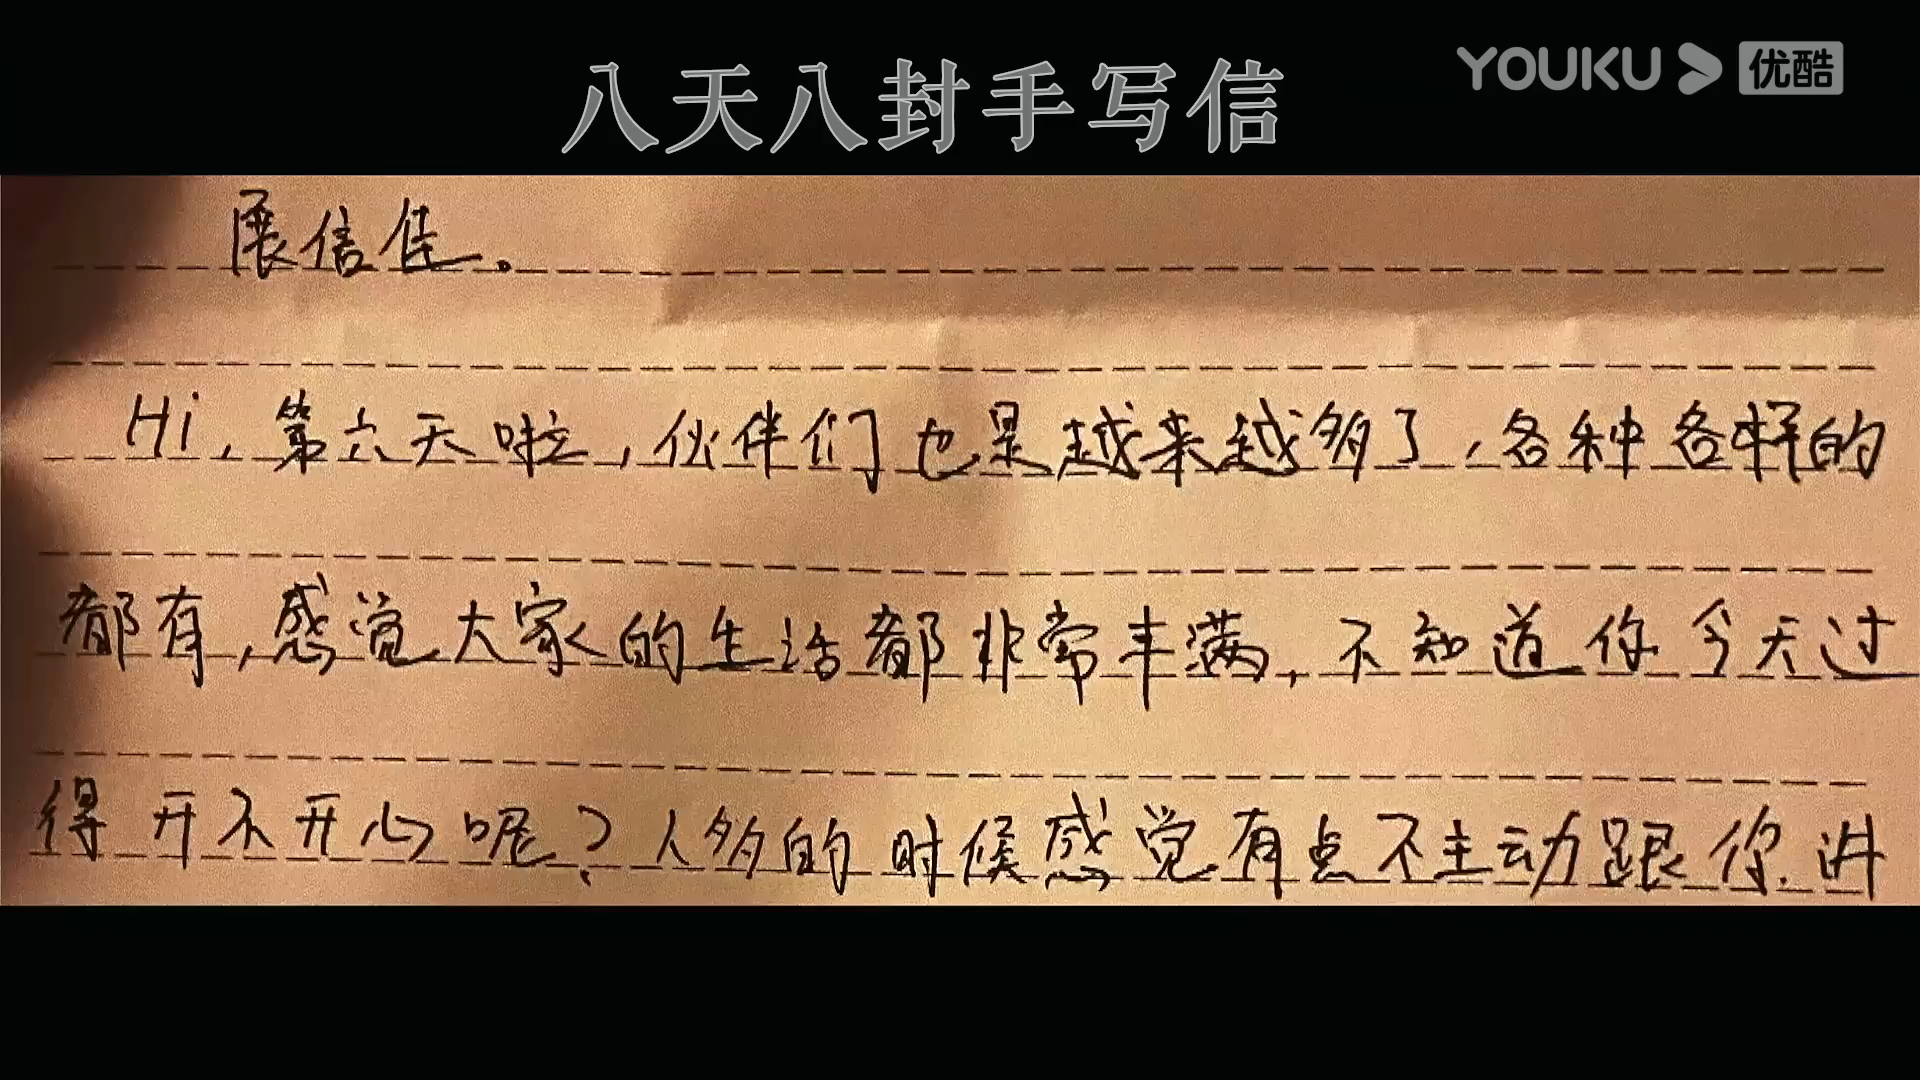 八天八封手写信
YOUKU 优酷
展信佳。
Hi,第六天啦,伙伴们也是越来越多了,各种各样的
都有,感觉大家的生活都非常丰满,不知道你今天过
得开不开心呢?人多的时候感觉有点不主动跟你讲